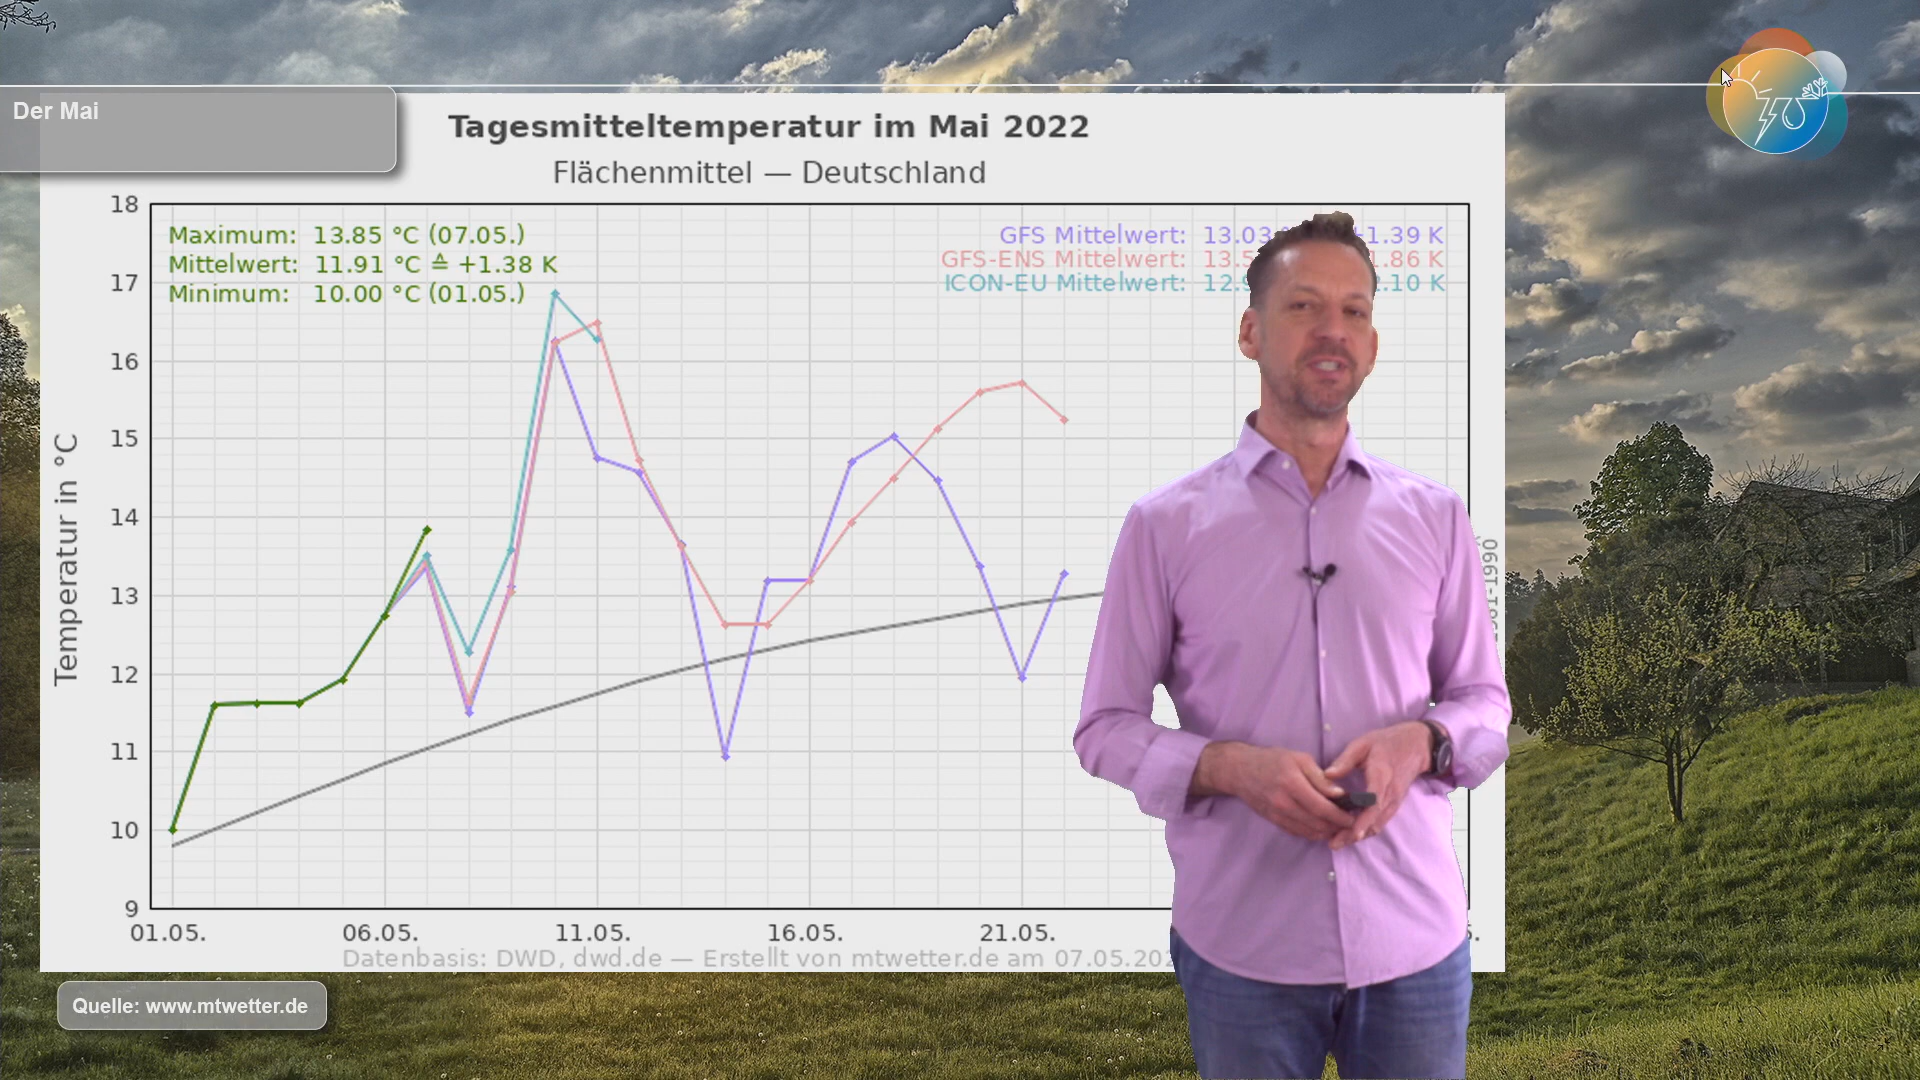 Der Mai
Tagesmitteltemperatur im Mai 2022
Flächenmittel — Deutschland
Maximum: 13.85 °C (07.05.)
Mittelwert: 11.91 °C ≙ +1.38 K
Minimum: 10.00 °C (01.05.)
GFS Mittelwert: 13.03 +1.39 K
GFS-ENS Mittelwert:
ICON-EU Mittelwert:
Temperatur in °C
18
17
16
15
14
13
12
11
10
9
01.05.
06.05.
11.05.
16.05.
21.05.
Datenbasis: DWD, dwd.de — Erstellt von mtwetter.de am
Quelle: www.mtwetter.de